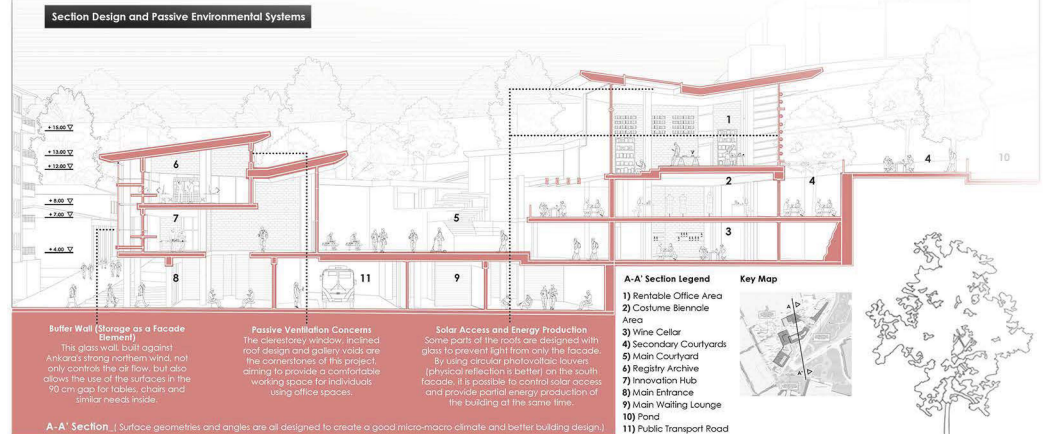 Section Design and Passive Environmental Systems
+ 15.00
+ 13.00
+ 12.00
+ 8.00
+ 7.00
+ 4.00
1
2
3
4
4
5
6
7
8
9
10
11
Buffer Wall (Storage as a Facade
Element)
This glass wall, built against
Ankara's strong northern wind, not
only controls the air flow, but also
allows the use of the surfaces in the
90 cm gap for tables, chairs and
similar needs inside.
Passive Ventilation Concerns
The clerestorey window, inclined
roof design and gallery voids are
the cornerstones of this project,
aiming to provide a comfortable
working space for individuals
using office spaces.
Solar Access and Energy Production
Some parts of the roofs are designed with
glass to prevent light from only the facade.
By using circular photovoltaic louvers
(physical reflection is better) on the south
facade, it is possible to control solar access
and provide partial energy production of
the building at the same time.
A-A' Section_( Surface geometries and angles are all designed to create a good micro-macro climate and better building design.)
A-A' Section Legend
1) Rentable Office Area
2) Costume Biennale
Area
3) Wine Cellar
4) Secondary Courtyards
5) Main Courtyard
6) Registry Archive
7) Innovation Hub
8) Main Entrance
9) Main Waiting Lounge
10) Pond
11) Public Transport Road
Key Map
A
A'